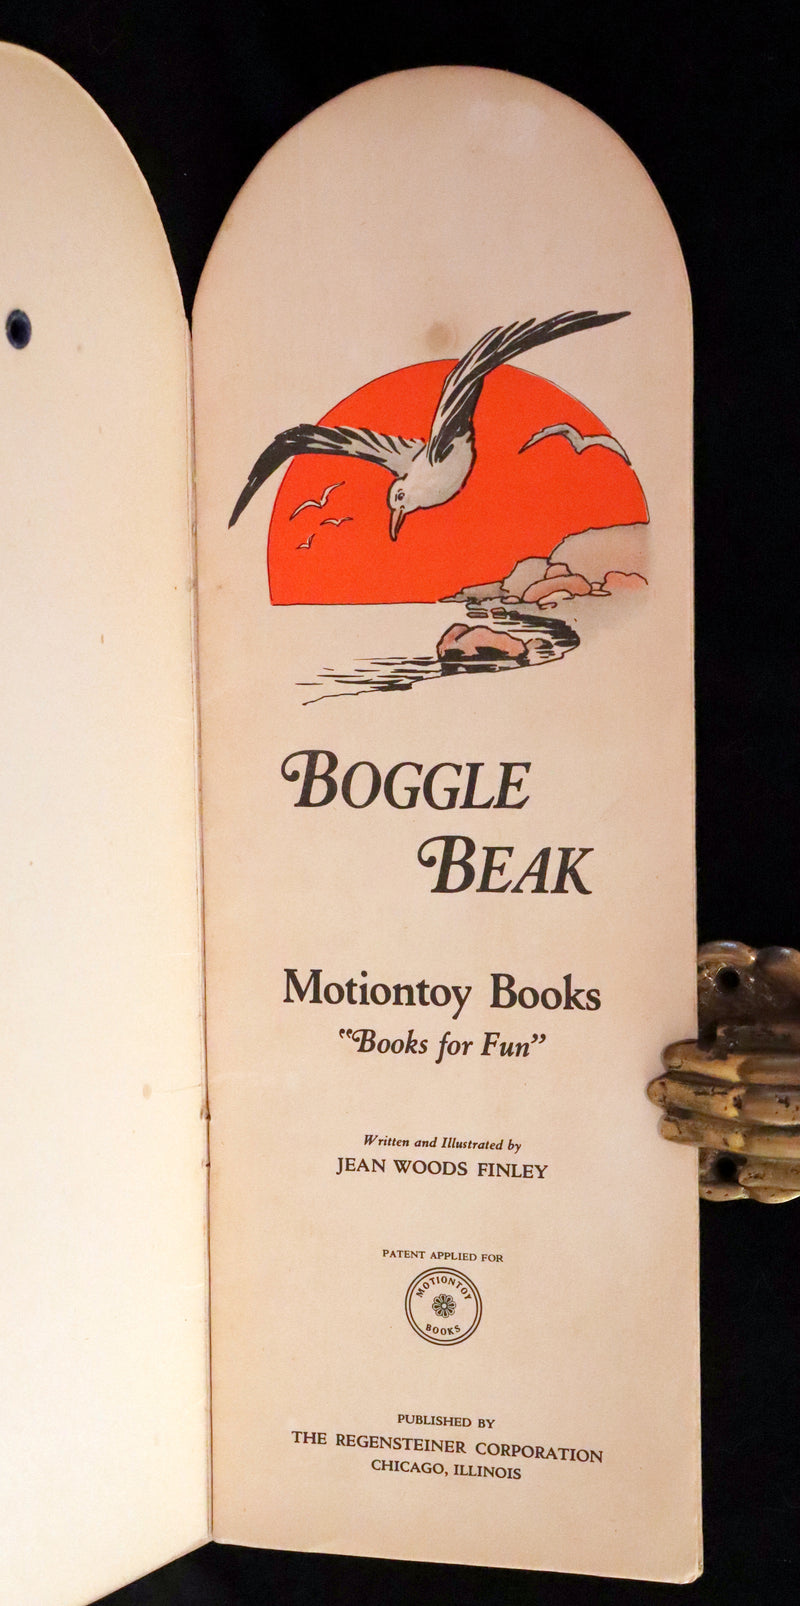 BOGGLE
BEAK
Motiontoy Books
"Books for Fun"
Written and Illustrated by
JEAN WOODS FINLEY
PATENT APPLIED FOR
MOTIONTOY
BOOKS
PUBLISHED BY
THE REGENSTEINER CORPORATION
CHICAGO, ILLINOIS